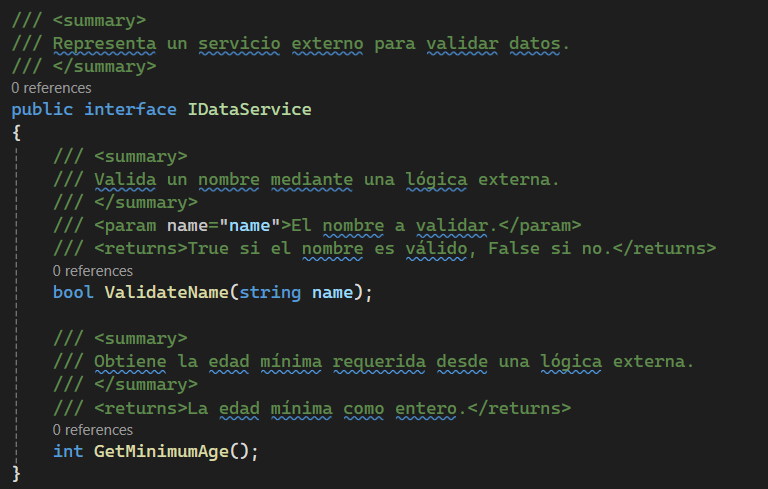 /// <summary>
/// Representa un servicio externo para validar datos.
/// </summary>
0 references
public interface IDataService
{
/// <summary>
/// Valida un nombre mediante una lógica externa.
/// </summary>
/// <param name="name">El nombre a validar.</param>
/// <returns>True si el nombre es válido, False si no.</returns>
0 references
bool ValidateName(string name);
/// <summary>
/// Obtiene la edad mínima requerida desde una lógica externa.
/// </summary>
/// <returns>La edad mínima como entero.</returns>
0 references
int GetMinimumAge();
}